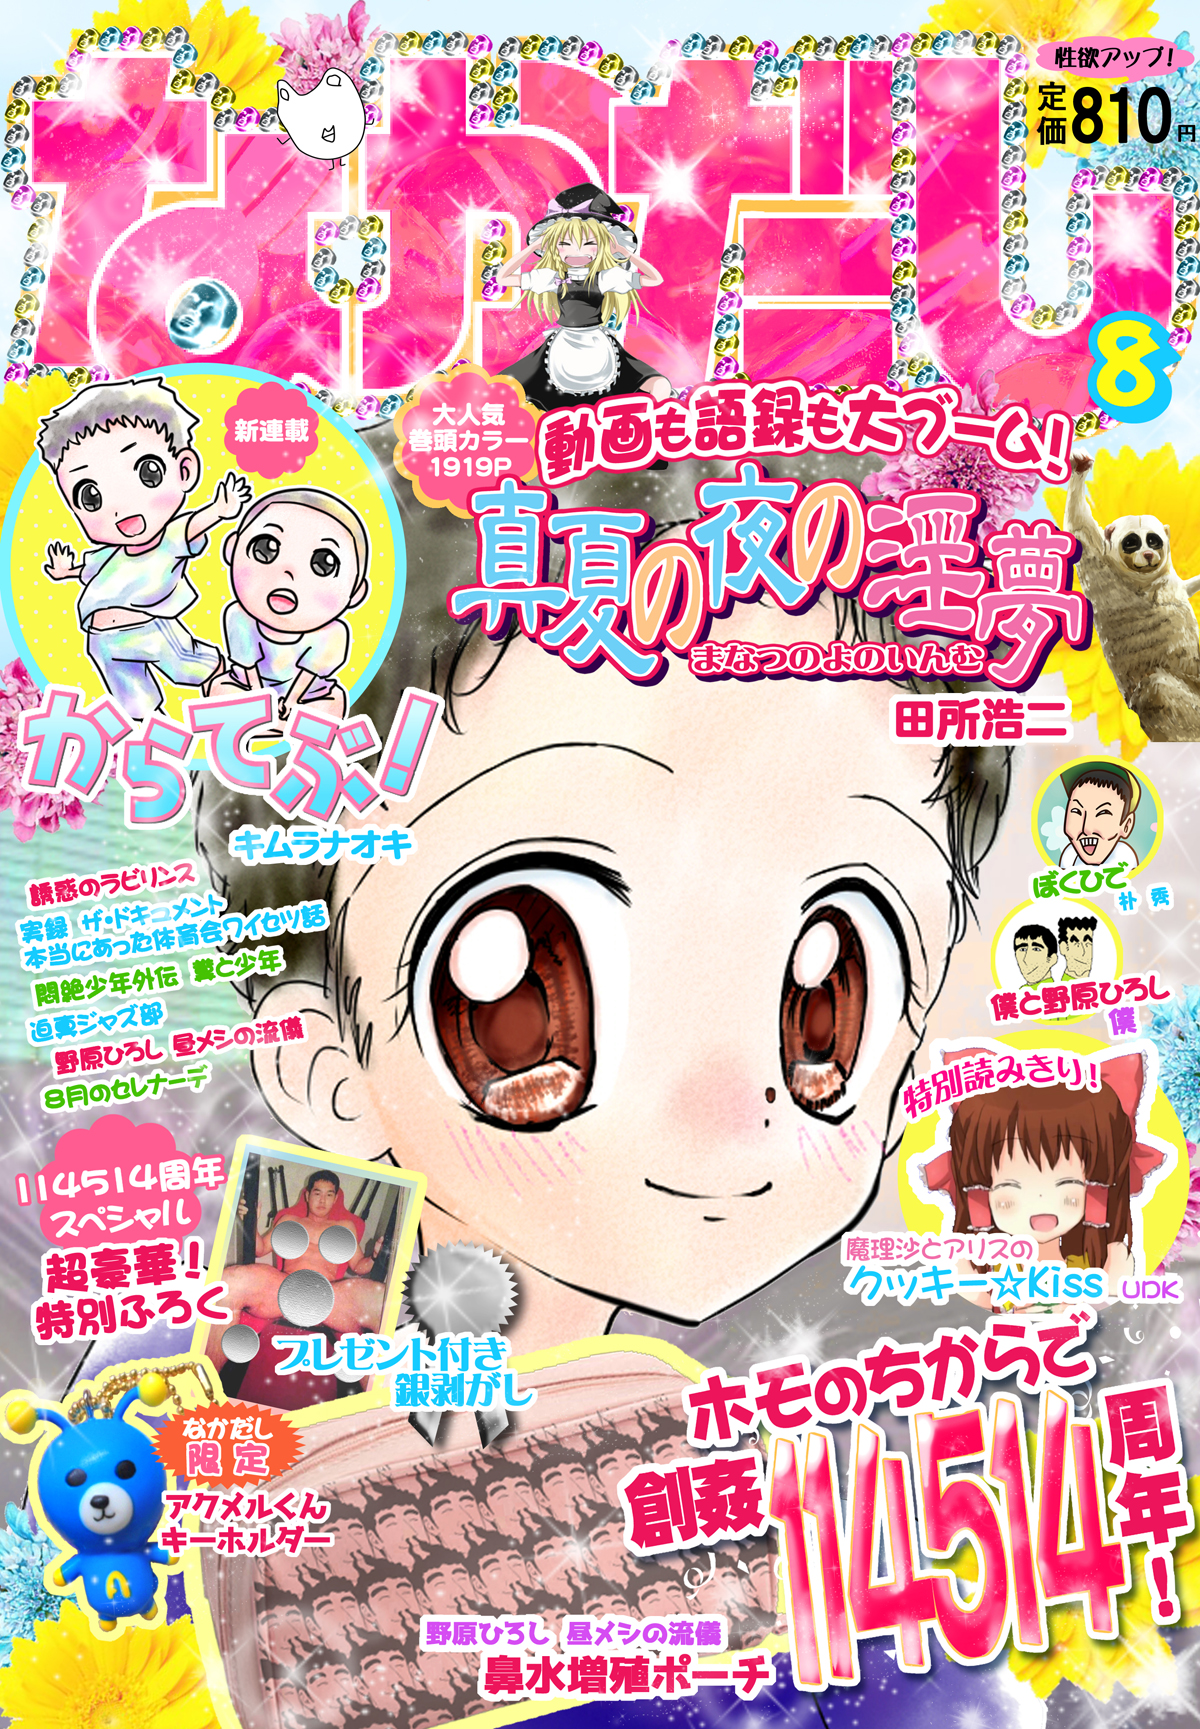 性欲アップ!
定価810円
なかだし
8
新連載
大人気
巻頭カラー
1919P
動画も語録も大ブーム!
真夏の夜の淫夢
まなつのよのいんむ
田所浩二
からてぶ!
キムラナオキ
ぼくひで
朴 秀
僕と野原ひろし
僕
誘惑のラビリンス
実録 ザ・ドキュメント
本当にあった体育会ワイセツ話
悶絶少年外伝 糞と少年
迫真ジャズ部
野原ひろし 昼メシの流儀
8月のセレナーデ
特別読みきり!
魔理沙とアリスの
クッキー☆Kiss UDK
114514周年
スペシャル
超豪華!
特別ふろく
プレゼント付き
銀剥がし
なかだし
限定
アクメルくん
キーホルダー
ホモのちからで
創姦114514周年!
野原ひろし 昼メシの流儀
鼻水増殖ポーチ